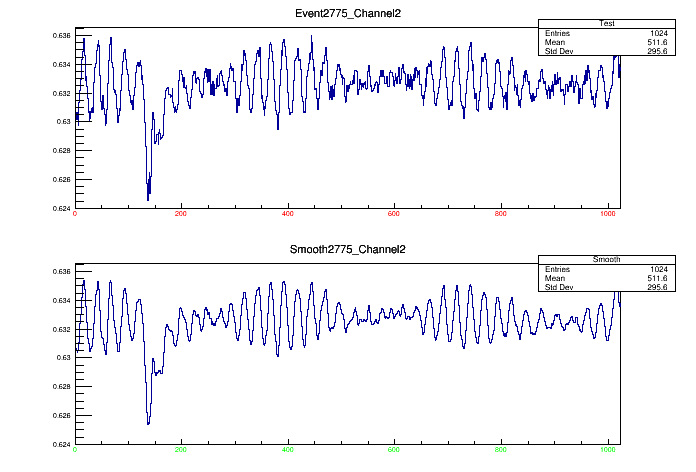 Event2775_Channel2
Test
Entries 1024
Mean 511.6
Std Dev 295.6
0.636
0.634
0.632
0.63
0.628
0.626
0.624
0 200 400 600 800 1000
Smooth2775_Channel2
Smooth
Entries 1024
Mean 511.6
Std Dev 295.6
0.636
0.634
0.632
0.63
0.628
0.626
0.624
0 200 400 600 800 1000